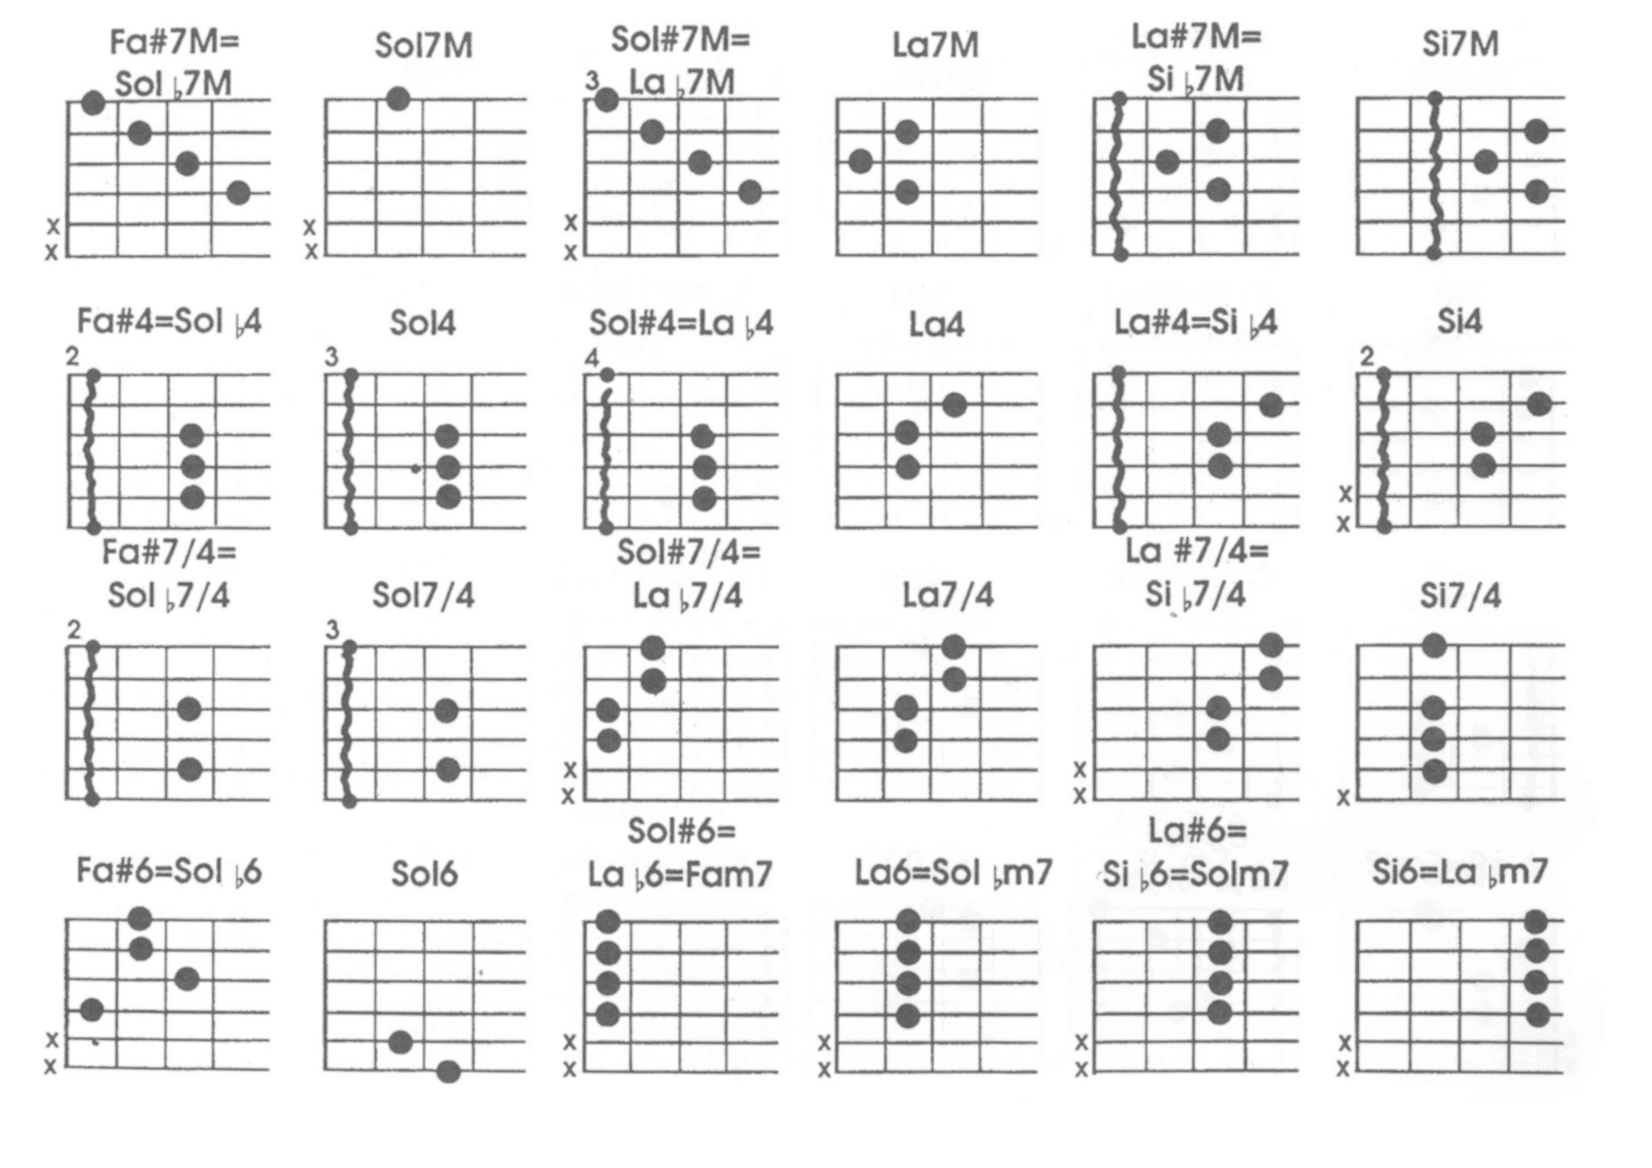 Fa#7M=
Sol ♭7M
Sol7M
Sol#7M=
3 La ♭7M
La7M
La#7M=
Si ♭7M
Si7M
x
x
x
x
x
x
Fa#4=Sol ♭4
2
Sol4
3
Sol#4=La ♭4
4
La4
La#4=Si ♭4
Si4
2
x
x
Fa#7/4=
Sol ♭7/4
2
Sol7/4
3
Sol#7/4=
La ♭7/4
x
x
La7/4
La #7/4=
Si ♭7/4
x
x
Si7/4
x
Fa#6=Sol ♭6
x
x
Sol6
Sol#6=
La ♭6=Fam7
x
x
La6=Sol ♭m7
x
x
La#6=
Si ♭6=Solm7
x
x
Si6=La ♭m7
x
x